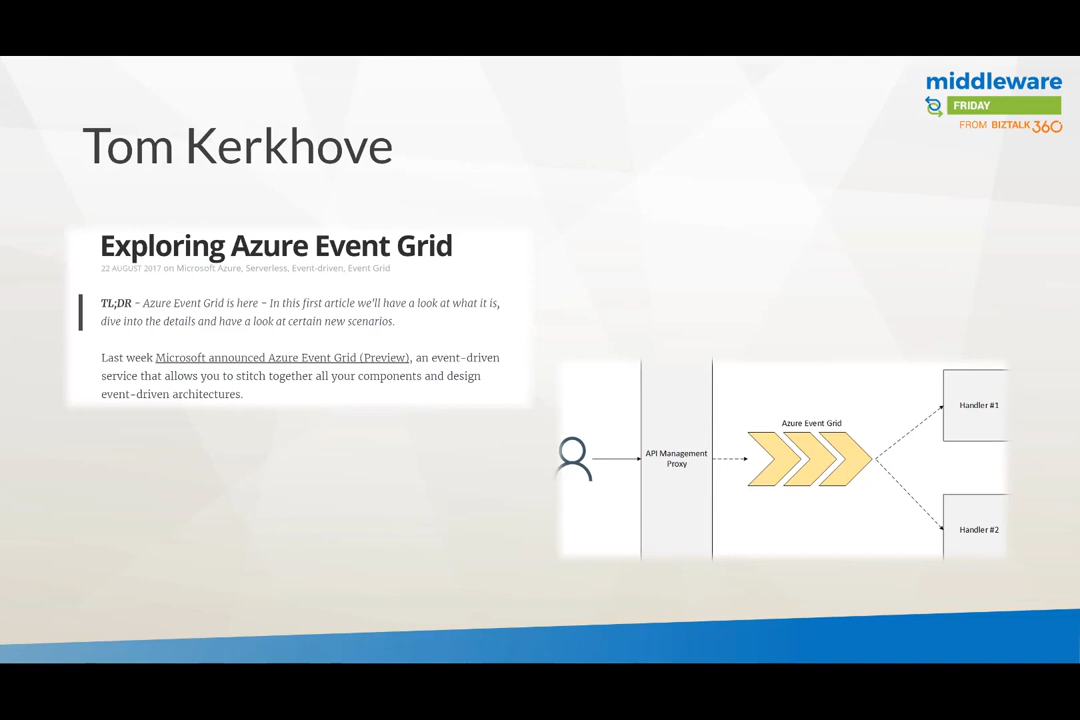 middleware
FRIDAY
FROM BIZTALK360
Tom Kerkhove
Exploring Azure Event Grid
22 AUGUST 2017 on Microsoft Azure, Serverless, Event-driven, Event Grid
TL;DR - Azure Event Grid is here - In this first article we'll have a look at what it is,
dive into the details and have a look at certain new scenarios.
Last week Microsoft announced Azure Event Grid (Preview), an event-driven
service that allows you to stitch together all your components and design
event-driven architectures.
API Management
Proxy
Azure Event Grid
Handler #1
Handler #2